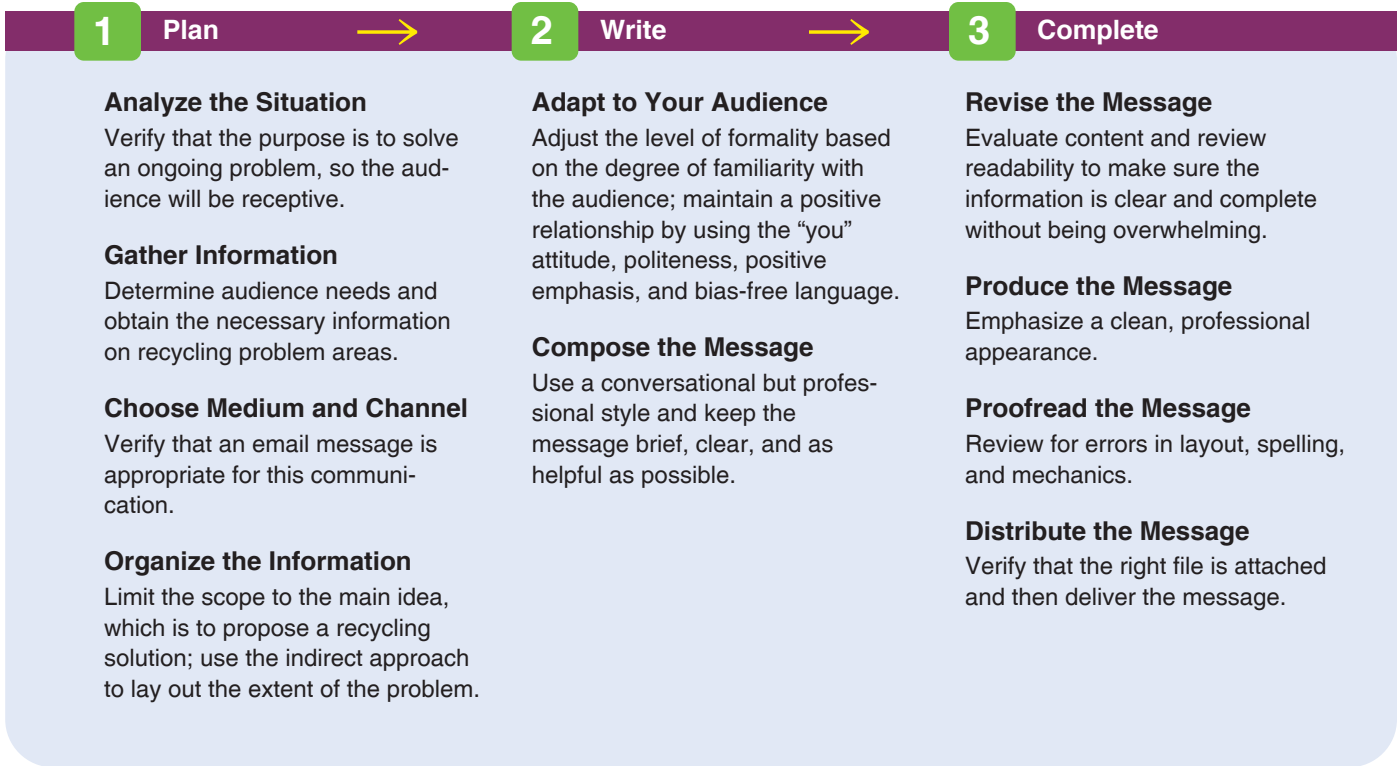 1 Plan → 2 Write → 3 Complete
Analyze the Situation
Verify that the purpose is to solve
an ongoing problem, so the aud-
ience will be receptive.
Gather Information
Determine audience needs and
obtain the necessary information
on recycling problem areas.
Choose Medium and Channel
Verify that an email message is
appropriate for this communi-
cation.
Organize the Information
Limit the scope to the main idea,
which is to propose a recycling
solution; use the indirect approach
to lay out the extent of the problem.
Adapt to Your Audience
Adjust the level of formality based
on the degree of familiarity with
the audience; maintain a positive
relationship by using the “you”
attitude, politeness, positive
emphasis, and bias-free language.
Compose the Message
Use a conversational but profes-
sional style and keep the
message brief, clear, and as
helpful as possible.
Revise the Message
Evaluate content and review
readability to make sure the
information is clear and complete
without being overwhelming.
Produce the Message
Emphasize a clean, professional
appearance.
Proofread the Message
Review for errors in layout, spelling,
and mechanics.
Distribute the Message
Verify that the right file is attached
and then deliver the message.